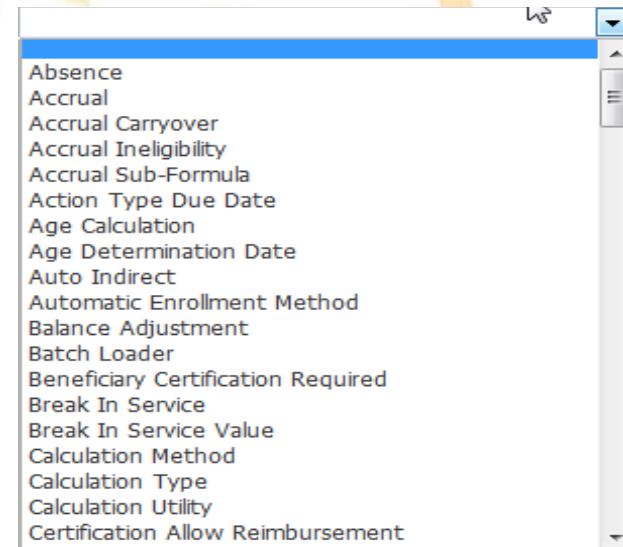 Absence
Accrual
Accrual Carryover
Accrual Ineligibility
Accrual Sub-Formula
Action Type Due Date
Age Calculation
Age Determination Date
Auto Indirect
Automatic Enrollment Method
Balance Adjustment
Batch Loader
Beneficiary Certification Required
Break In Service
Break In Service Value
Calculation Method
Calculation Type
Calculation Utility
Certification Allow Reimbursement